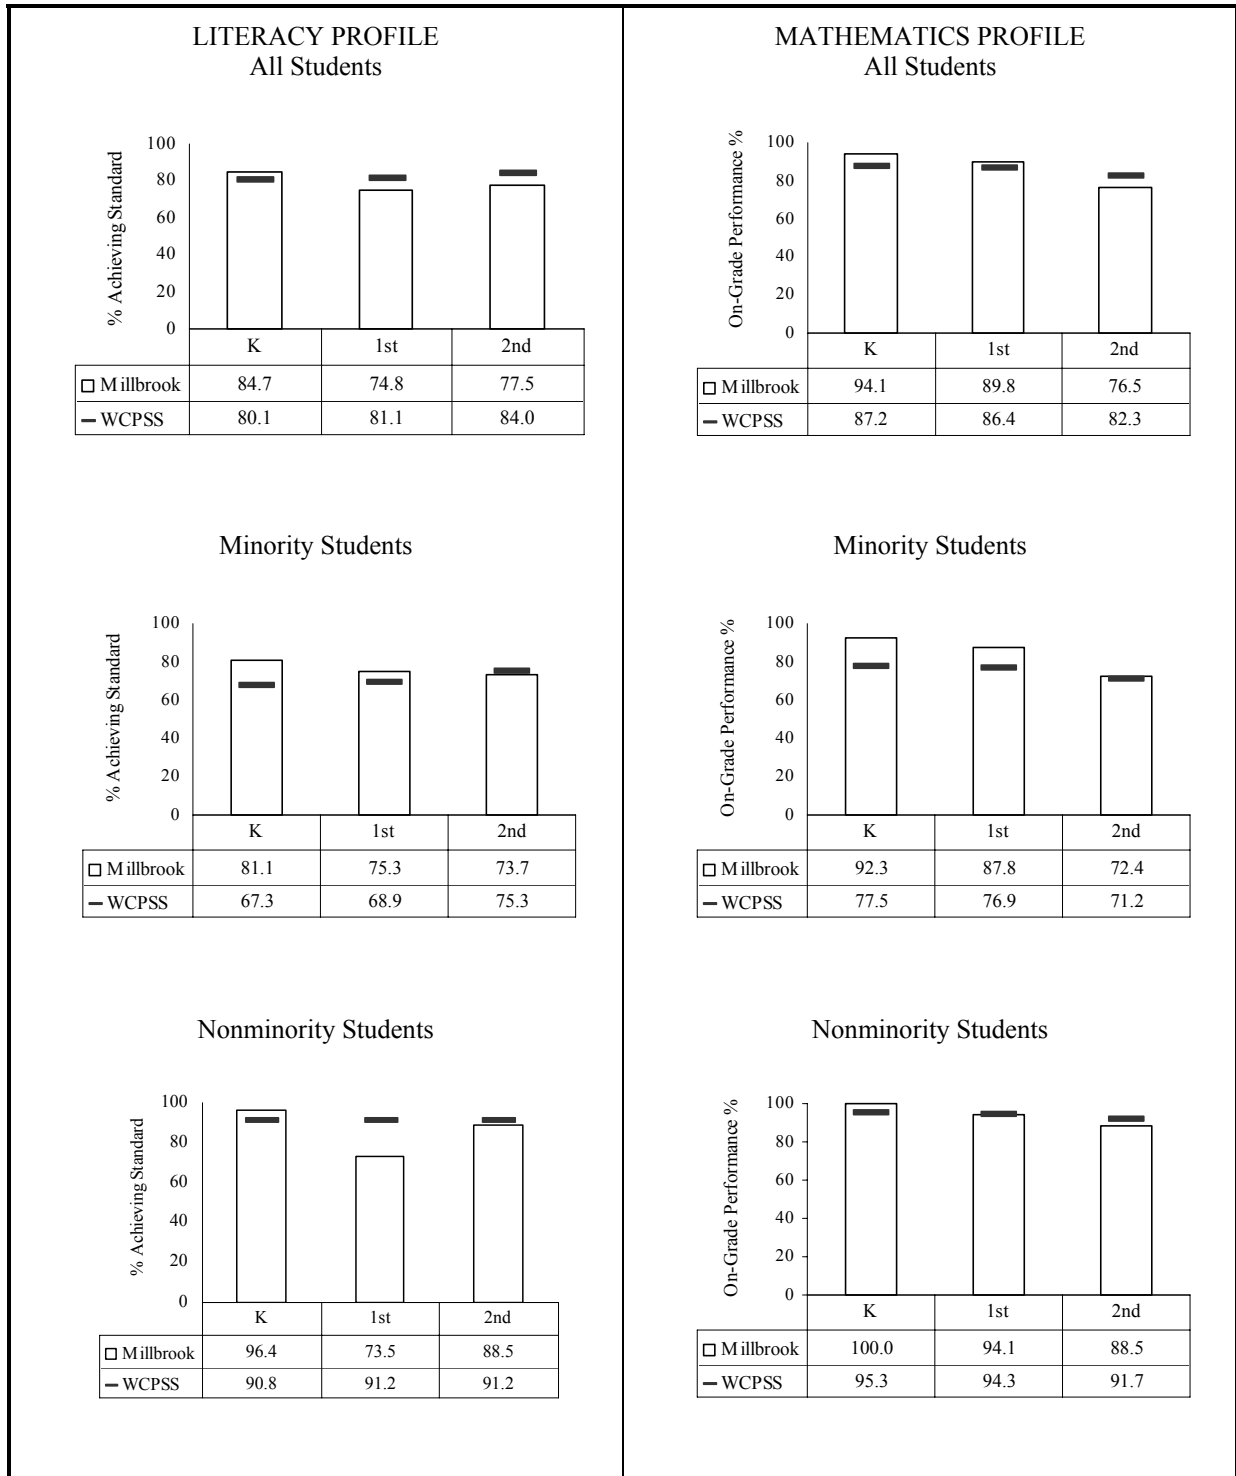 LITERACY PROFILE
All Students
% Achieving Standard
100
80
60
40
20
0
K 1st 2nd
Millbrook 84.7 74.8 77.5
WCPSS 80.1 81.1 84.0
Minority Students
% Achieving Standard
100
80
60
40
20
0
K 1st 2nd
Millbrook 81.1 75.3 73.7
WCPSS 67.3 68.9 75.3
Nonminority Students
% Achieving Standard
100
80
60
40
20
0
K 1st 2nd
Millbrook 96.4 73.5 88.5
WCPSS 90.8 91.2 91.2
MATHEMATICS PROFILE
All Students
On-Grade Performance %
100
80
60
40
20
0
K 1st 2nd
Millbrook 94.1 89.8 76.5
WCPSS 87.2 86.4 82.3
Minority Students
On-Grade Performance %
100
80
60
40
20
0
K 1st 2nd
Millbrook 92.3 87.8 72.4
WCPSS 77.5 76.9 71.2
Nonminority Students
On-Grade Performance %
100
80
60
40
20
0
K 1st 2nd
Millbrook 100.0 94.1 88.5
WCPSS 95.3 94.3 91.7